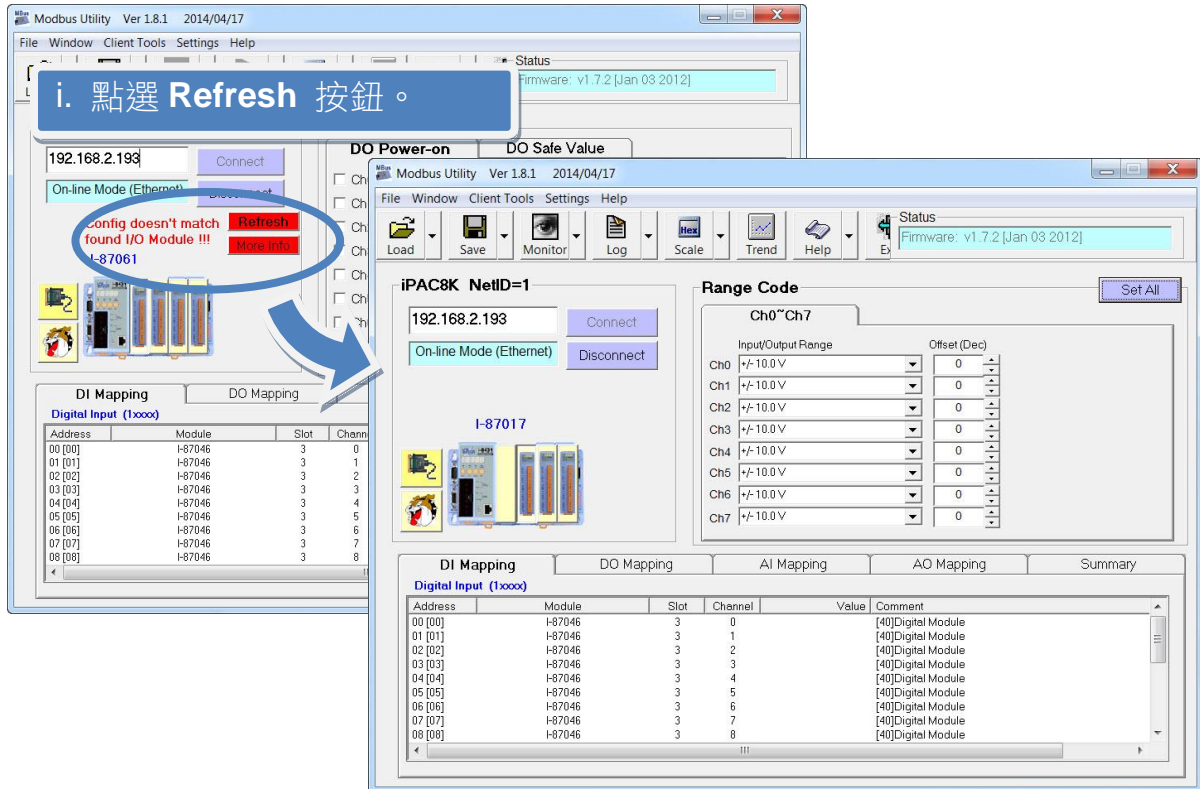 Modbus Utility Ver 1.8.1 2014/04/17
File Window Client Tools Settings Help
Status
Firmware: v1.7.2 [Jan 03 2012]
i. 點選 Refresh 按鈕。
192.168.2.193
Connect
On-line Mode (Ethernet)
Config doesn't match
found I/O Module !!!
Refresh
More Info
I-87061
DO Power-on
DO Safe Value
DI Mapping
DO Mapping
Digital Input (1xxxx)
Address Module Slot
00 [00] I-87046 3 0
01 [01] I-87046 3 1
02 [02] I-87046 3 2
03 [03] I-87046 3 3
04 [04] I-87046 3 4
05 [05] I-87046 3 5
06 [06] I-87046 3 6
07 [07] I-87046 3 7
08 [08] I-87046 3 8
Modbus Utility Ver 1.8.1 2014/04/17
File Window Client Tools Settings Help
Load Save Monitor Log Scale Trend Help
Status
Firmware: v1.7.2 [Jan 03 2012]
iPAC8K NetID=1
192.168.2.193
Connect
On-line Mode (Ethernet)
Disconnect
I-87017
Range Code
Set All
Ch0~Ch7
Input/Output Range Offset (Dec)
Ch0 +/- 10.0 V 0
Ch1 +/- 10.0 V 0
Ch2 +/- 10.0 V 0
Ch3 +/- 10.0 V 0
Ch4 +/- 10.0 V 0
Ch5 +/- 10.0 V 0
Ch6 +/- 10.0 V 0
Ch7 +/- 10.0 V 0
DI Mapping DO Mapping AI Mapping AO Mapping Summary
Digital Input (1xxxx)
Address Module Slot Channel Value Comment
00 [00] I-87046 3 0 [40]Digital Module
01 [01] I-87046 3 1 [40]Digital Module
02 [02] I-87046 3 2 [40]Digital Module
03 [03] I-87046 3 3 [40]Digital Module
04 [04] I-87046 3 4 [40]Digital Module
05 [05] I-87046 3 5 [40]Digital Module
06 [06] I-87046 3 6 [40]Digital Module
07 [07] I-87046 3 7 [40]Digital Module
08 [08] I-87046 3 8 [40]Digital Module